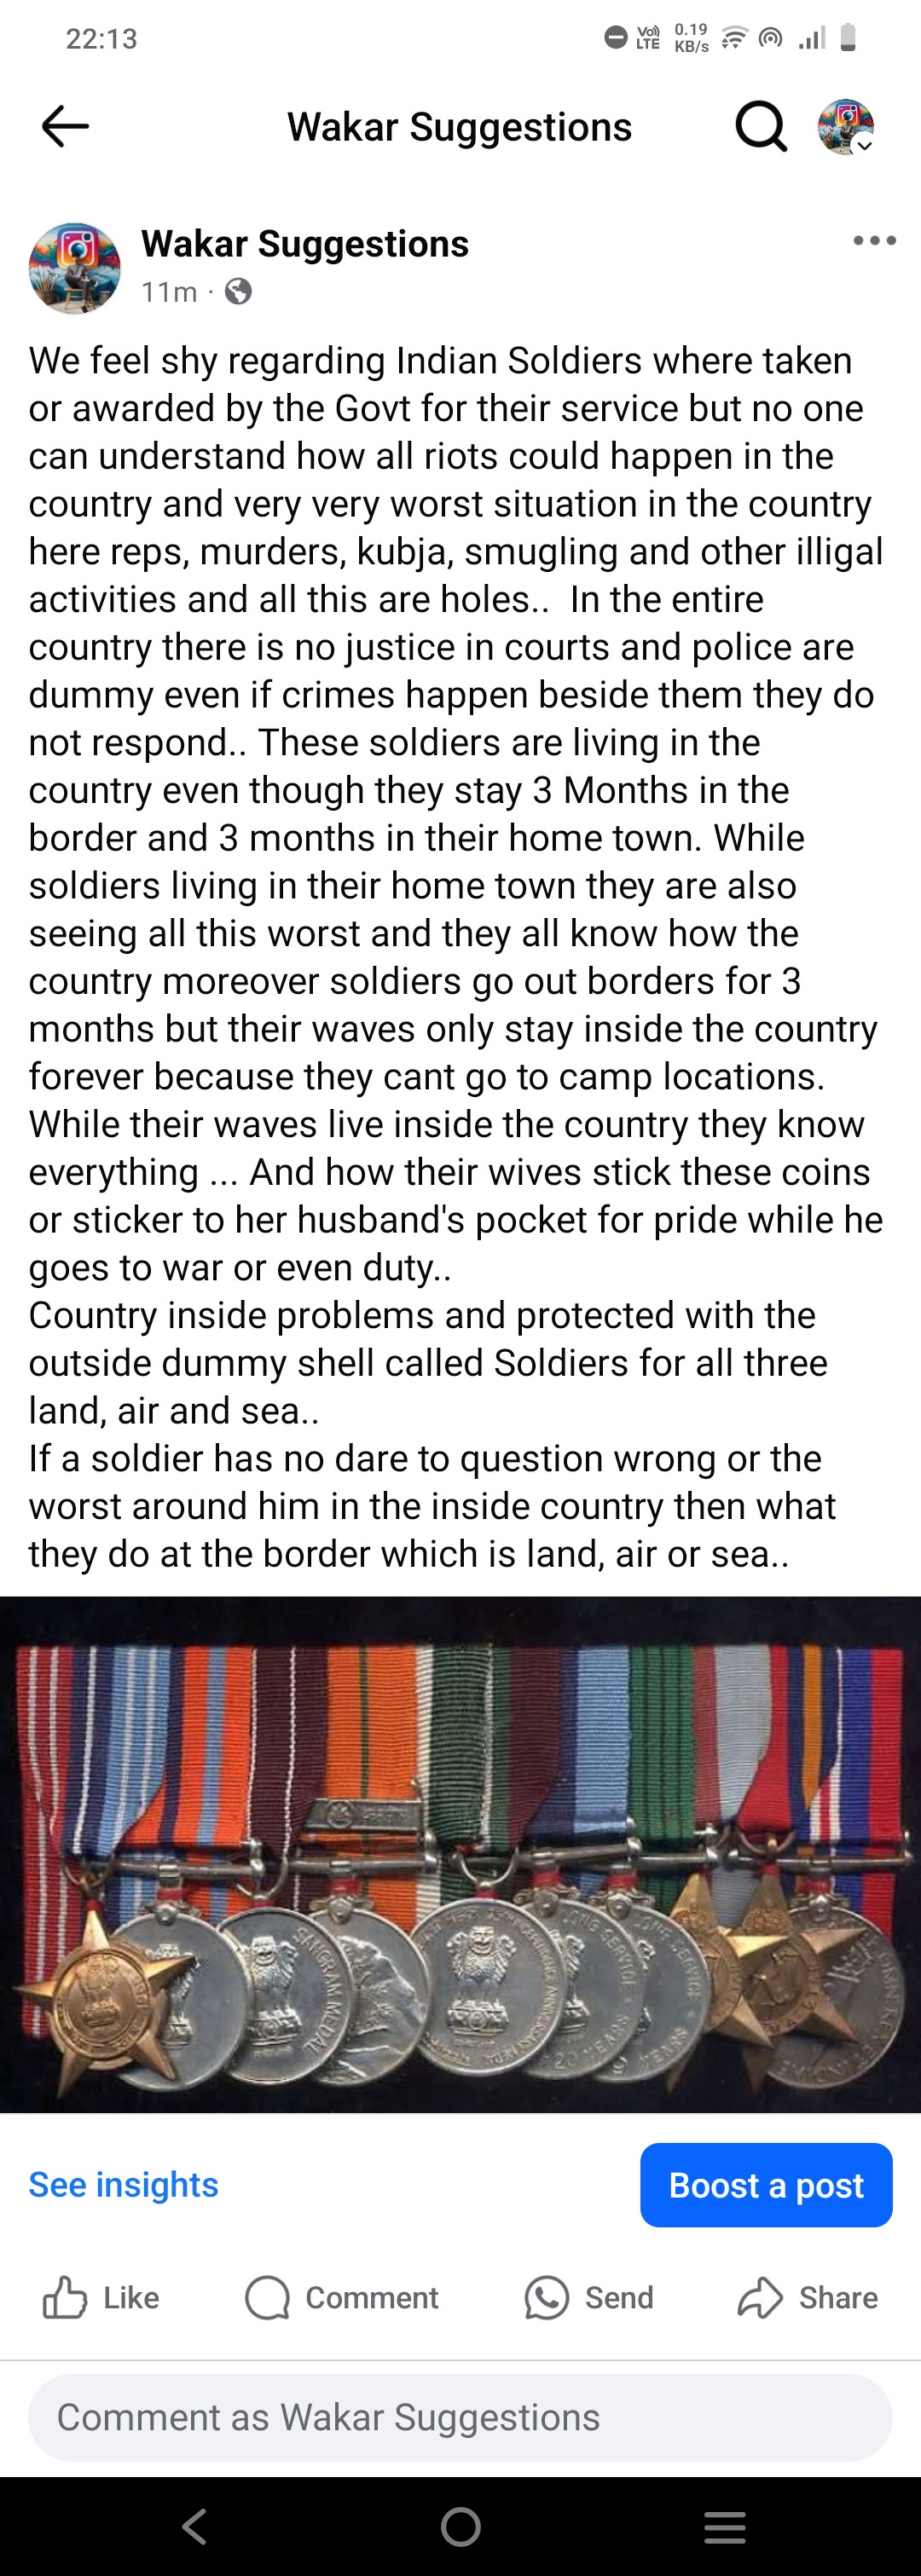 22:13
Vo)) LTE 0.19 KB/s
Wakar Suggestions
Wakar Suggestions
11m ·
We feel shy regarding Indian Soldiers where taken
or awarded by the Govt for their service but no one
can understand how all riots could happen in the
country and very very worst situation in the country
here reps, murders, kubja, smugling and other illigal
activities and all this are holes..  In the entire
country there is no justice in courts and police are
dummy even if crimes happen beside them they do
not respond.. These soldiers are living in the
country even though they stay 3 Months in the
border and 3 months in their home town. While
soldiers living in their home town they are also
seeing all this worst and they all know how the
country moreover soldiers go out borders for 3
months but their waves only stay inside the country
forever because they cant go to camp locations.
While their waves live inside the country they know
everything ... And how their wives stick these coins
or sticker to her husband's pocket for pride while he
goes to war or even duty..
Country inside problems and protected with the
outside dummy shell called Soldiers for all three
land, air and sea..
If a soldier has no dare to question wrong or the
worst around him in the inside country then what
they do at the border which is land, air or sea..
SANGRAM MEDAL
LONG SERVICE
20 YEARS
LONG SERVICE
9 YEARS
See insights
Boost a post
Like
Comment
Send
Share
Comment as Wakar Suggestions